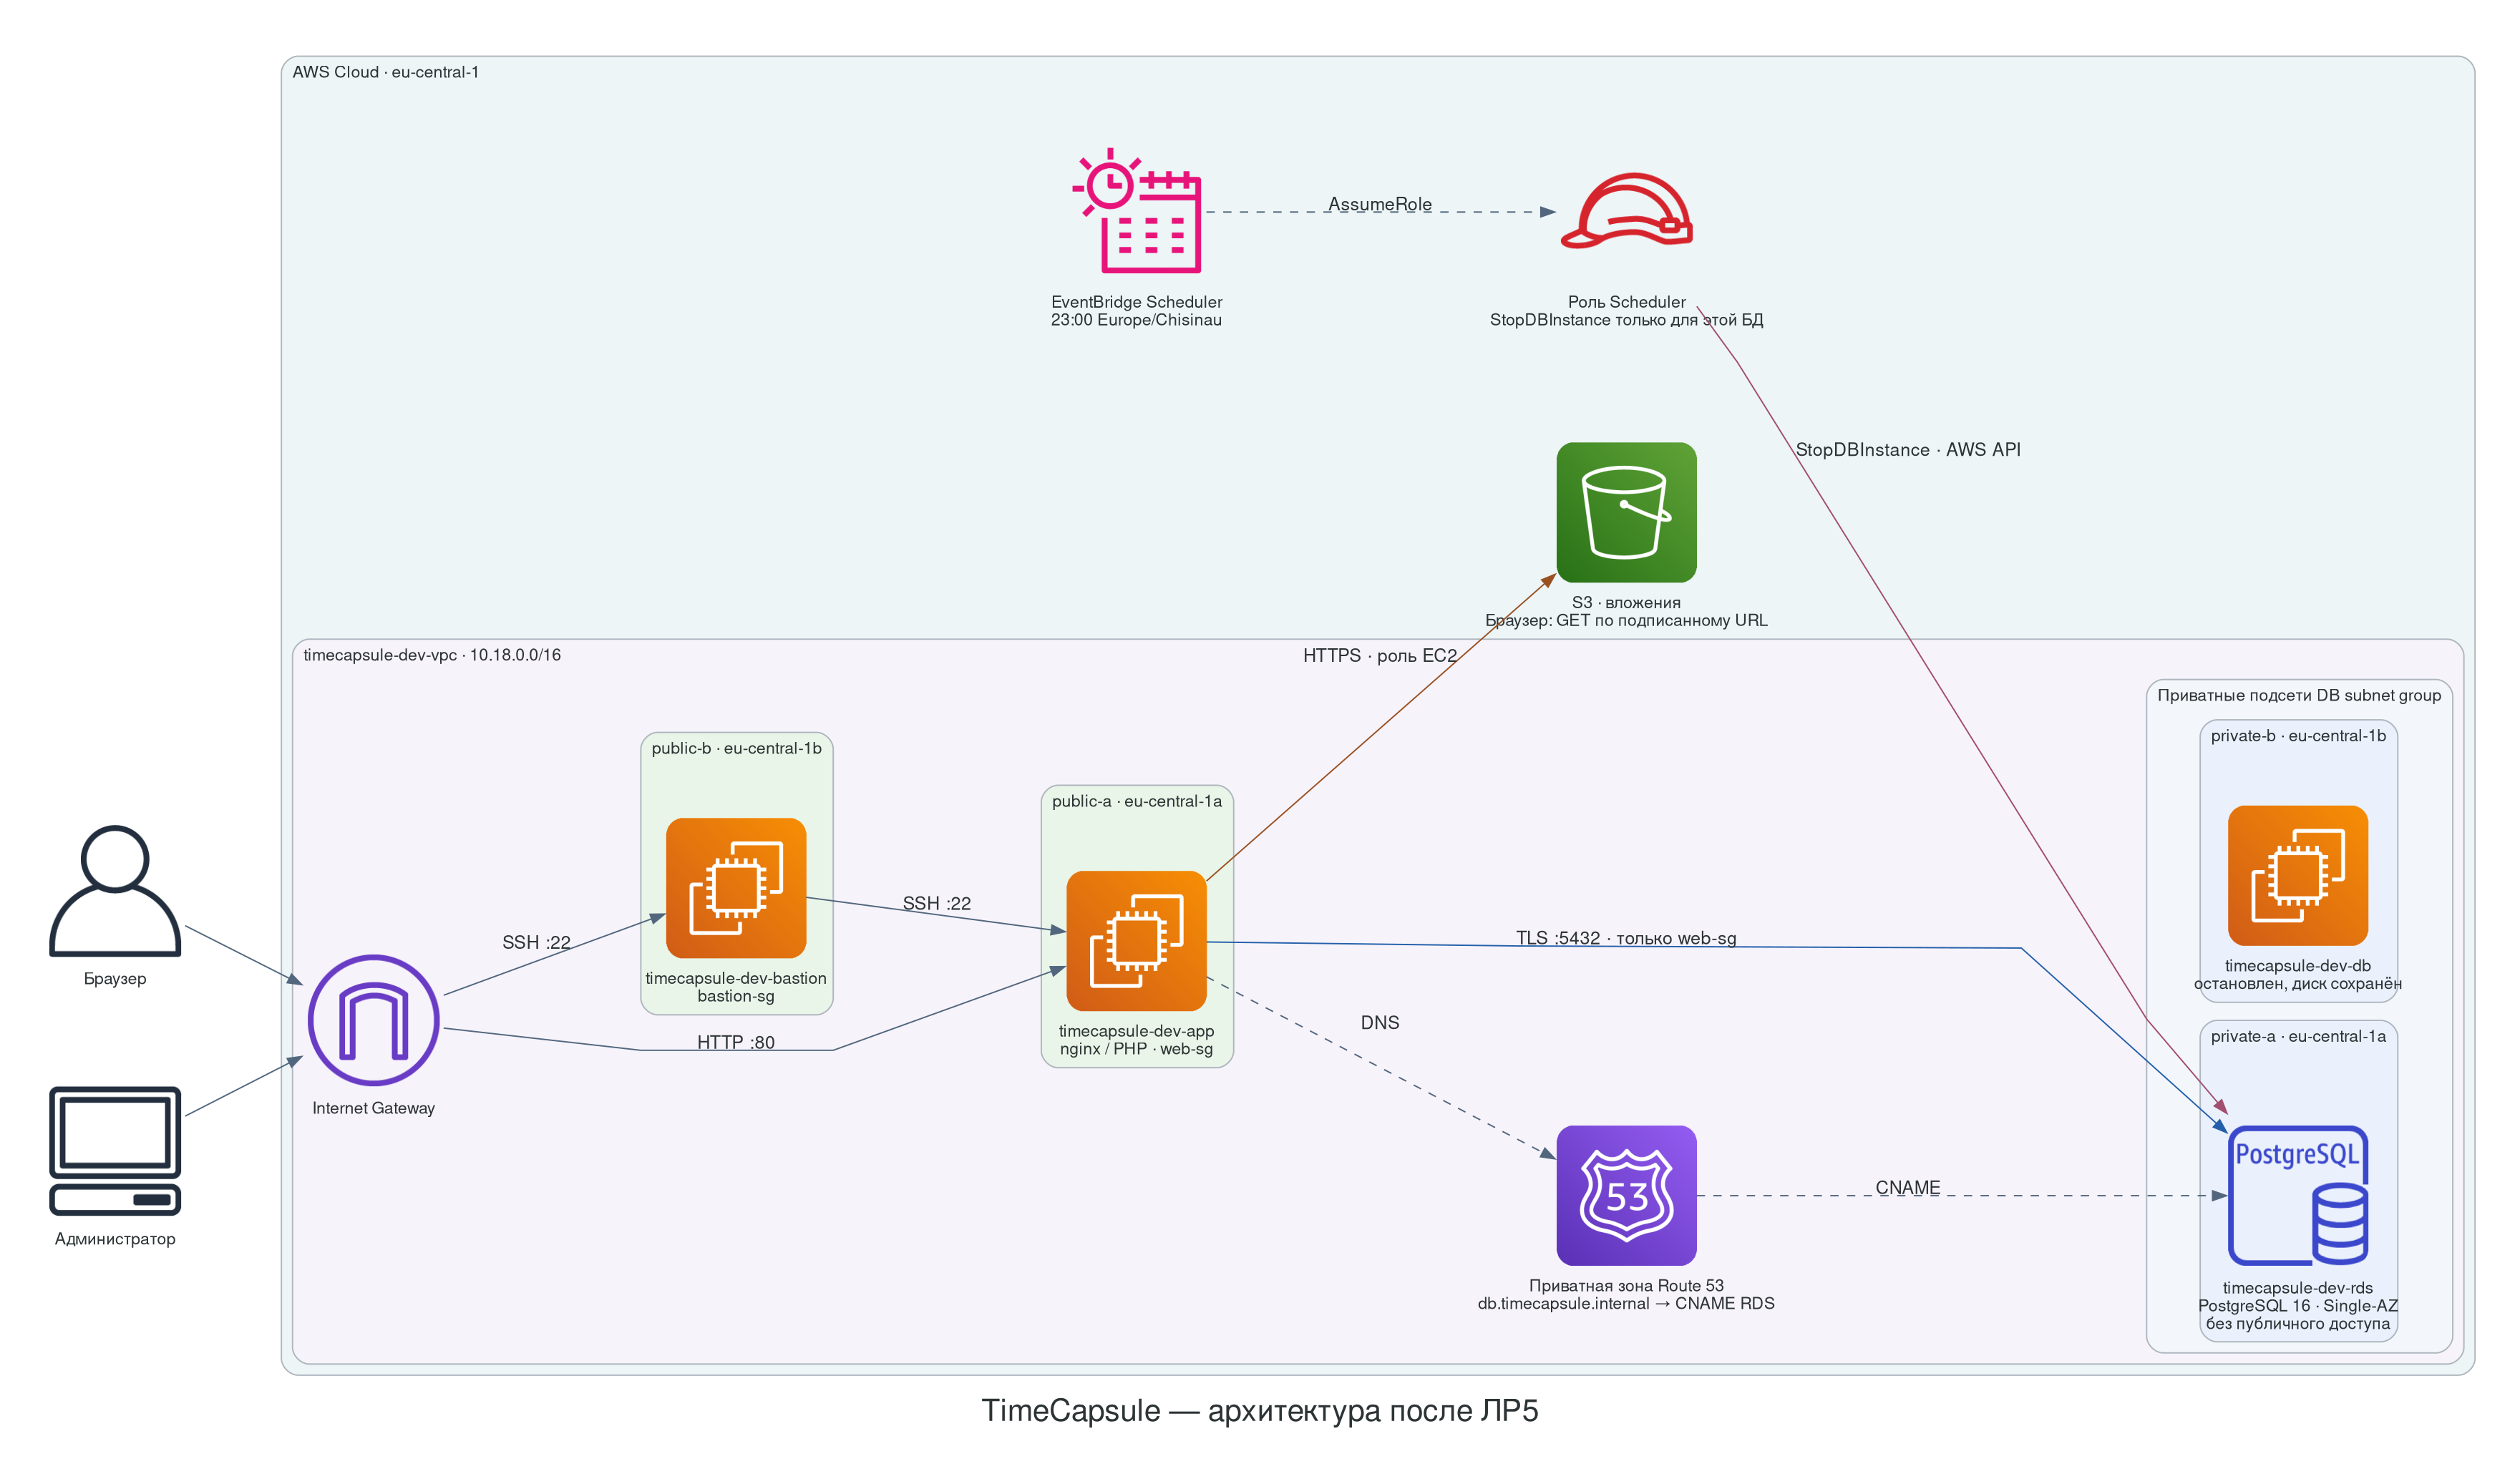 AWS Cloud · eu-central-1
AssumeRole
EventBridge Scheduler
23:00 Europe/Chisinau
Роль Scheduler
StopDBInstance только для этой БД
StopDBInstance · AWS API
S3 · вложения
Браузер: GET по подписанному URL
timecapsule-dev-vpc · 10.18.0.0/16
HTTPS · роль EC2
Приватные подсети DB subnet group
private-b · eu-central-1b
public-b · eu-central-1b
public-a · eu-central-1a
SSH :22
SSH :22
TLS :5432 · только web-sg
timecapsule-dev-db
остановлен, диск сохранён
Браузер
timecapsule-dev-bastion
bastion-sg
HTTP :80
timecapsule-dev-app
nginx / PHP · web-sg
DNS
private-a · eu-central-1a
Internet Gateway
PostgreSQL
53
CNAME
Администратор
Приватная зона Route 53
db.timecapsule.internal → CNAME RDS
timecapsule-dev-rds
PostgreSQL 16 · Single-AZ
без публичного доступа
TimeCapsule — архитектура после ЛР5